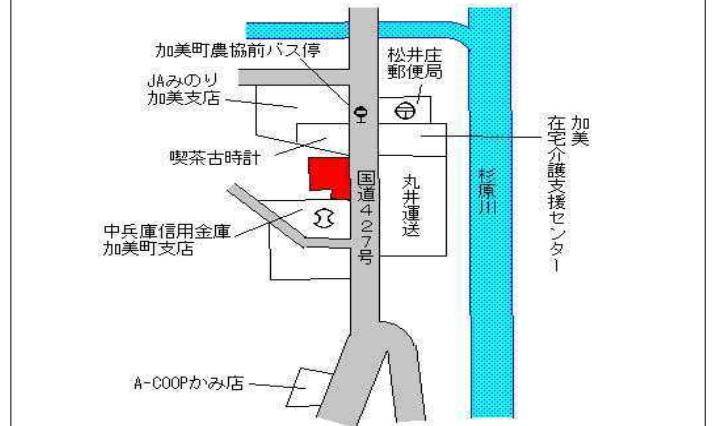 加美町農協前バス停
松井庄
郵便局
JAみのり
加美支店
加美
在宅介護支援センター
喫茶古時計
国道427号
丸井運送
杉原川
中兵庫信用金庫
加美町支店
A-COOPかみ店